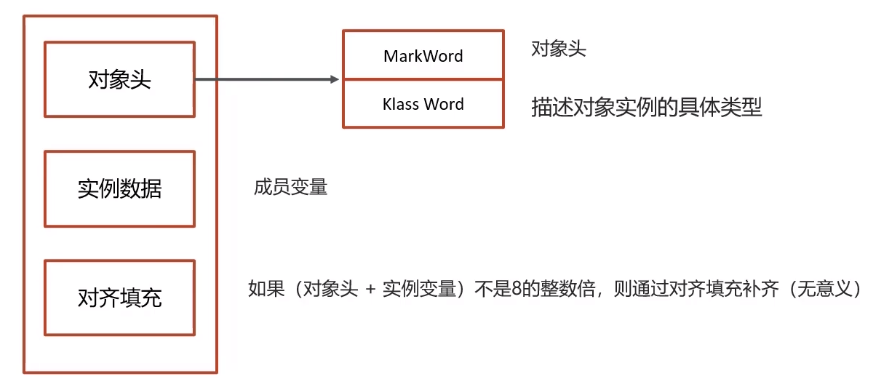 对象头
MarkWord
对象头
Klass Word
描述对象实例的具体类型
实例数据
成员变量
对齐填充
如果（对象头 + 实例变量）不是8的整数倍，则通过对齐填充补齐（无意义）